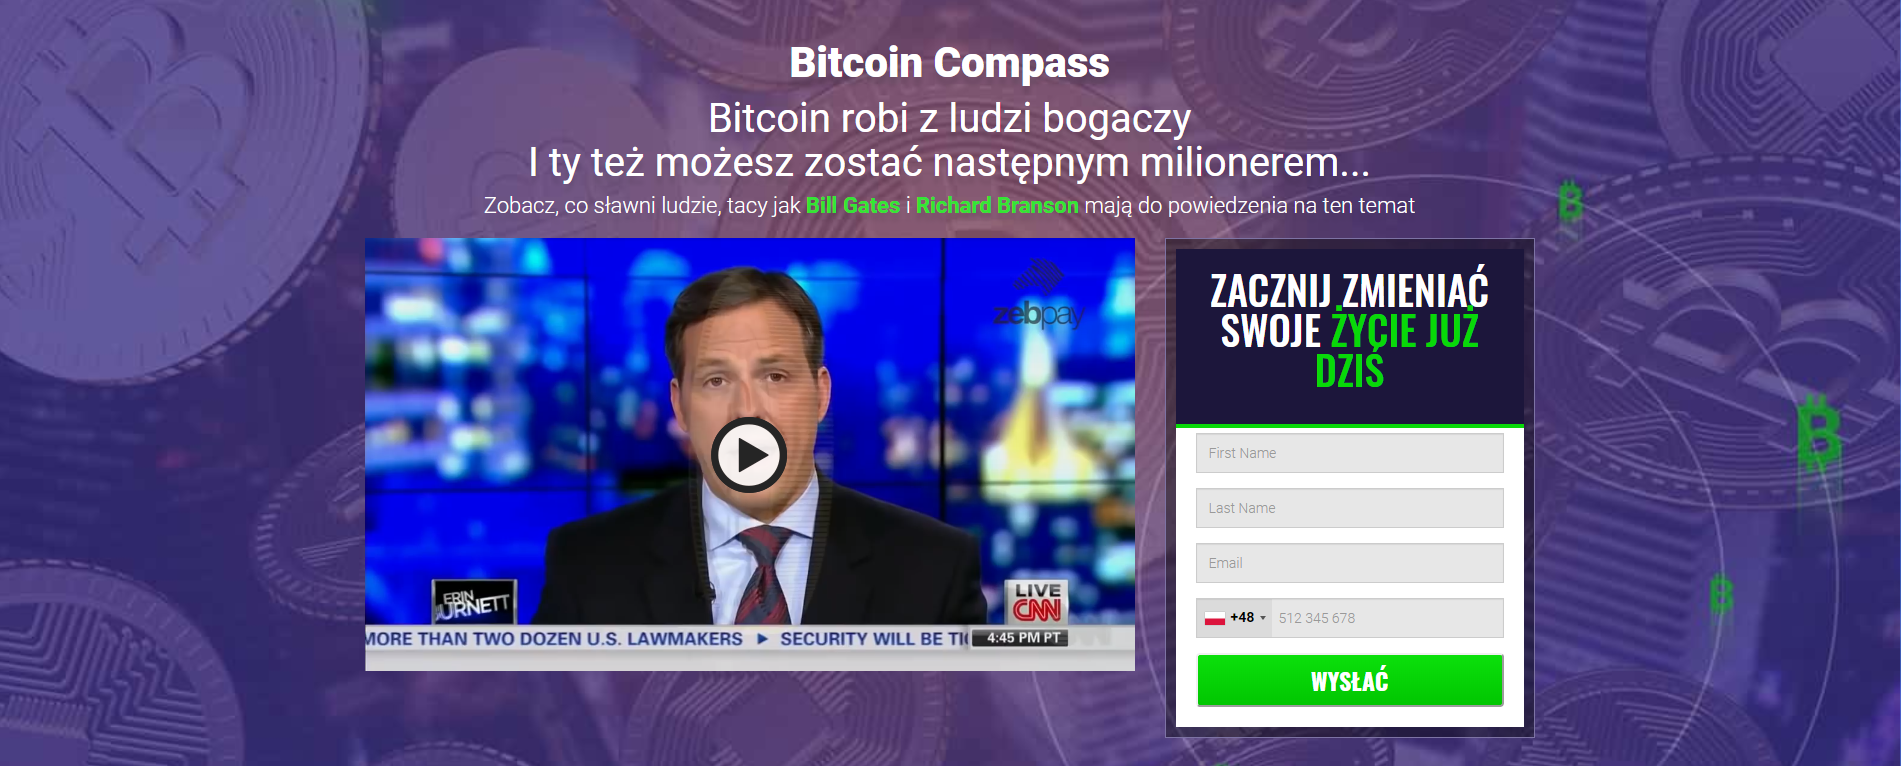 Bitcoin Compass
Bitcoin robi z ludzi bogaczy
I ty też możesz zostać następnym milionerem...
Zobacz, co sławni ludzie, tacy jak Bill Gates i Richard Branson mają do powiedzenia na ten temat
zebpay
ERIN
BURNETT
LIVE
CNN
MORE THAN TWO DOZEN U.S. LAWMAKERS ▶ SECURITY WILL BE
4:45 PM PT
ZACZNIJ ZMIENIAĆ
SWOJE ŻYCIE JUŻ
DZIŚ
First Name
Last Name
Email
+48 512 345 678
WYSŁAĆ